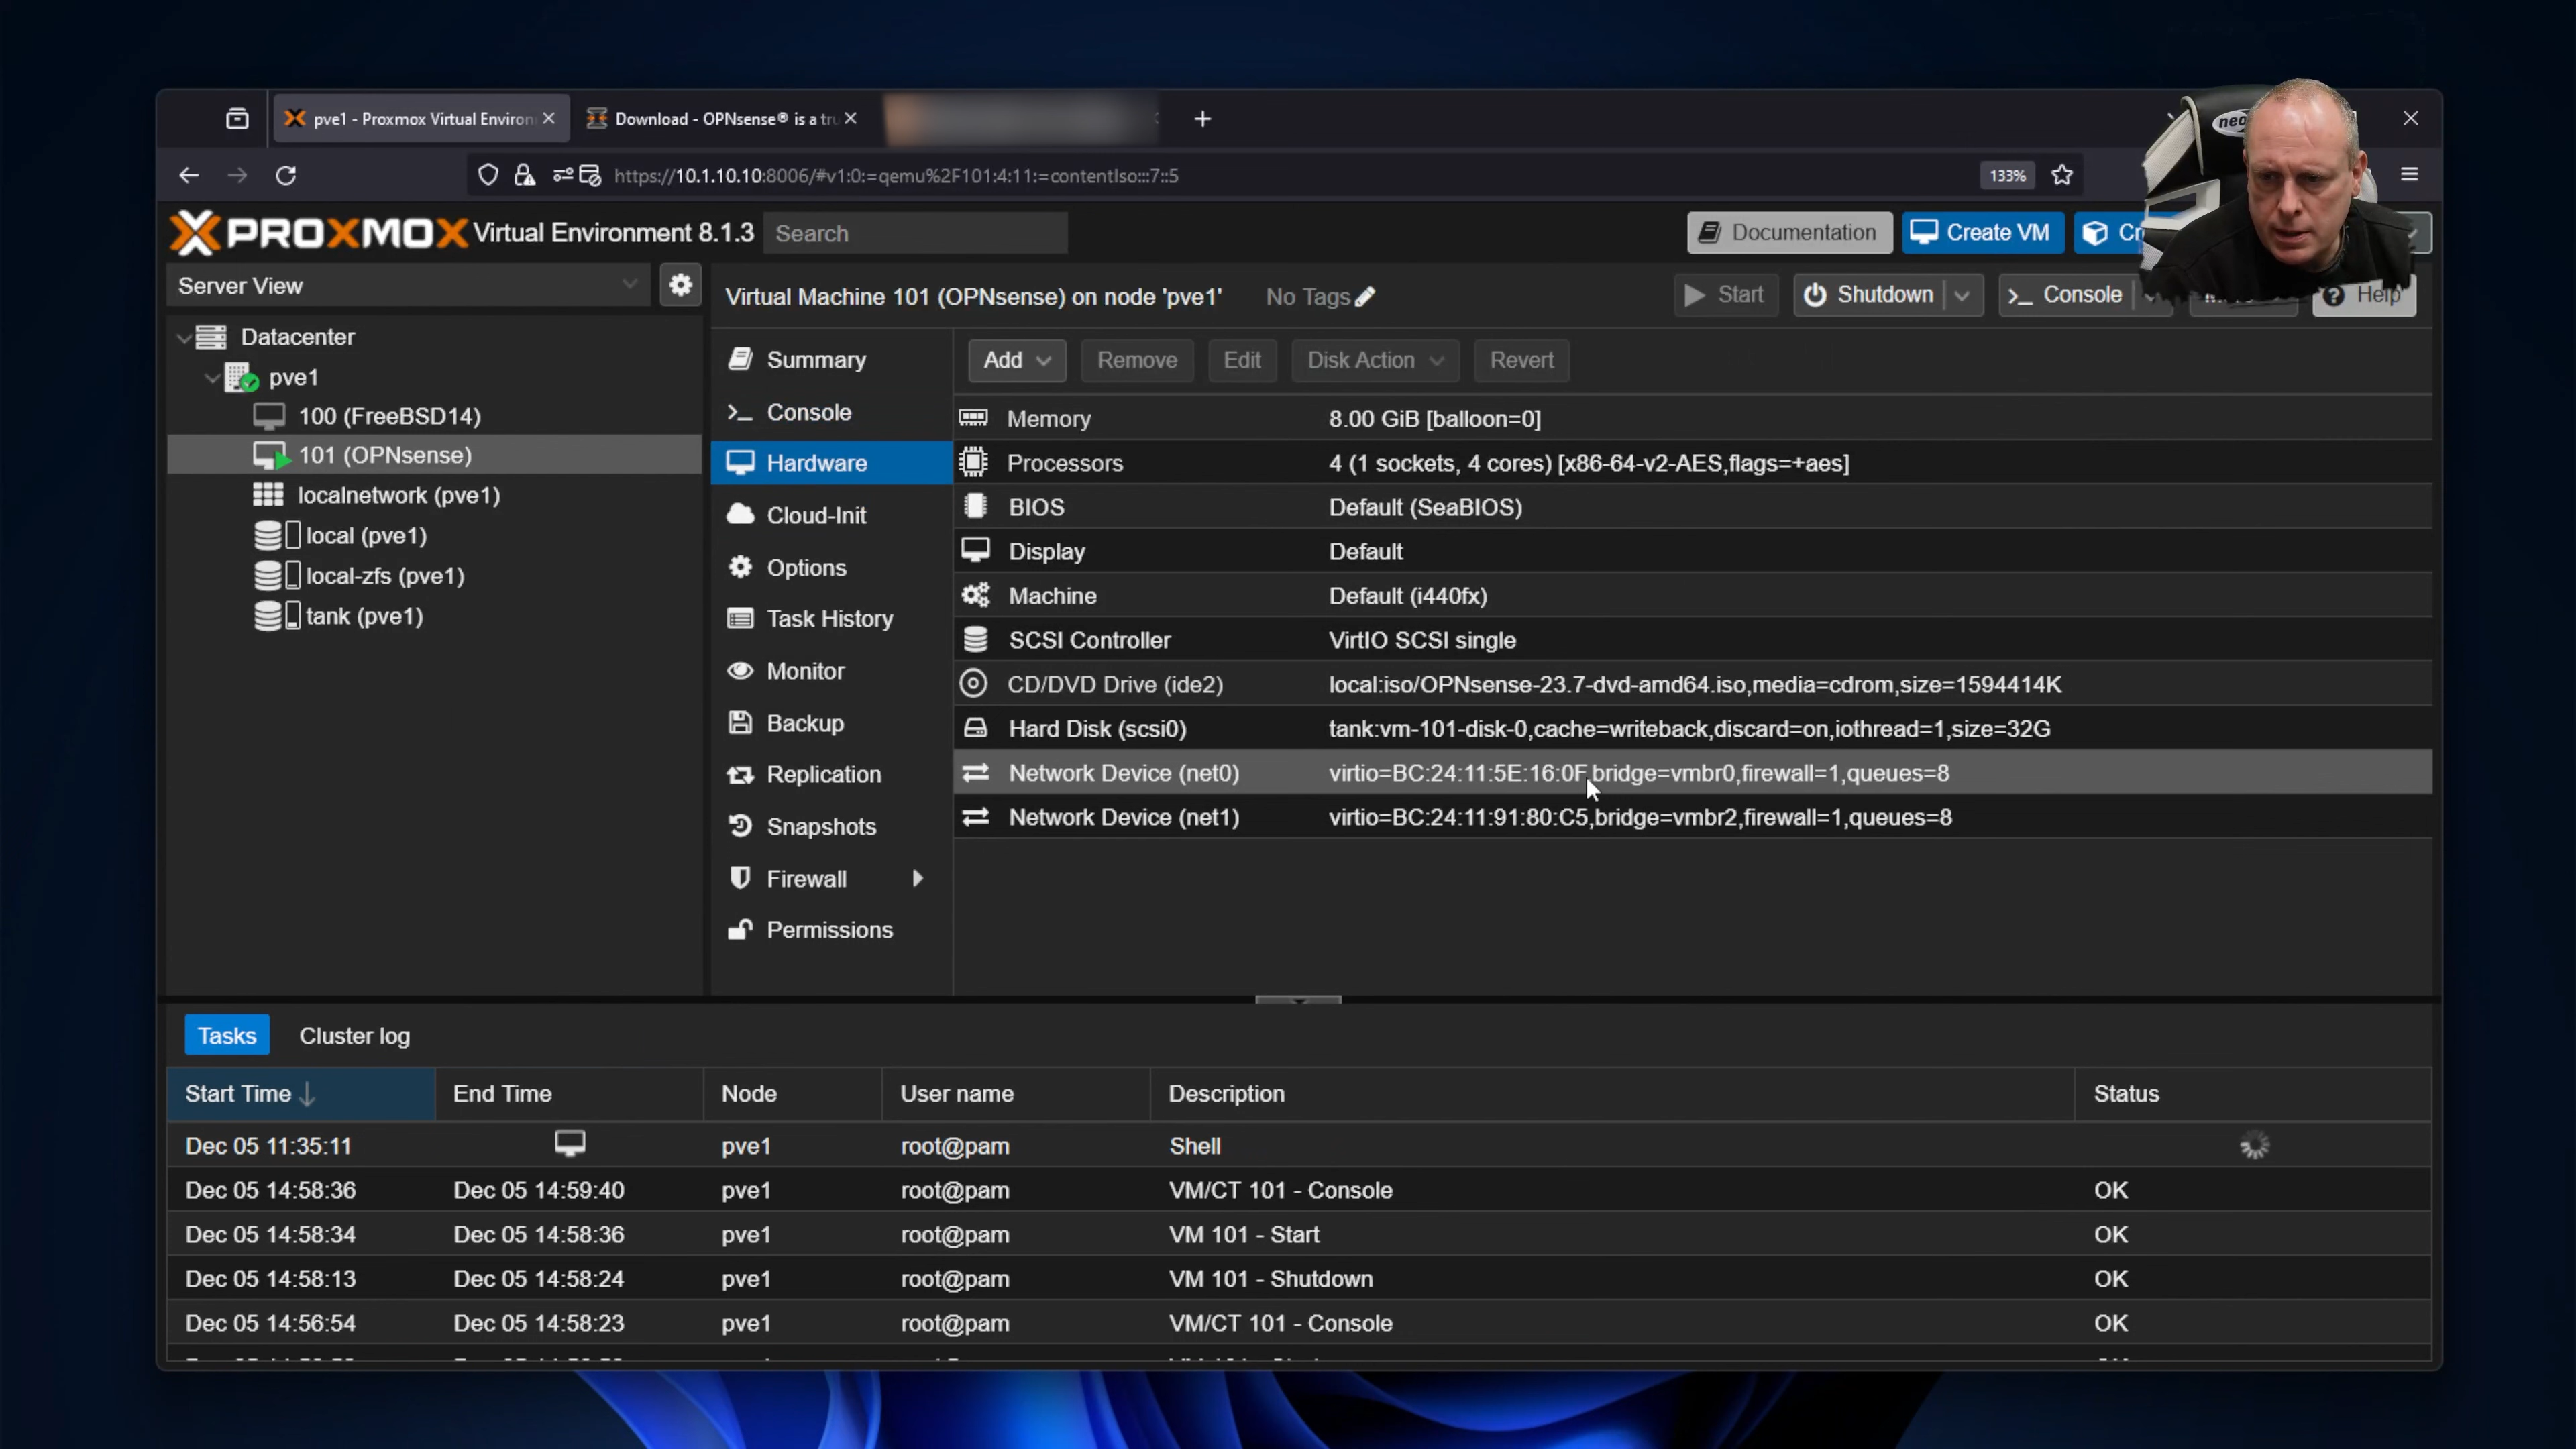 pve1 - Proxmox Virtual Environ
Download - OPNsense® is a tru
https://10.1.10.10:8006/#v1:0:=qemu%2F101:4:11:=contentIso:::7::5
133%
neo
PROXMOX Virtual Environment 8.1.3
Search
Documentation
Create VM
Cr
Server View
Virtual Machine 101 (OPNsense) on node 'pve1'
No Tags
Start
Shutdown
Console
Help
Datacenter
pve1
100 (FreeBSD14)
101 (OPNsense)
localnetwork (pve1)
local (pve1)
local-zfs (pve1)
tank (pve1)
Summary
Console
Hardware
Cloud-Init
Options
Task History
Monitor
Backup
Replication
Snapshots
Firewall
Permissions
Add
Remove
Edit
Disk Action
Revert
Memory 8.00 GiB [balloon=0]
Processors 4 (1 sockets, 4 cores) [x86-64-v2-AES,flags=+aes]
BIOS Default (SeaBIOS)
Display Default
Machine Default (i440fx)
SCSI Controller VirtIO SCSI single
CD/DVD Drive (ide2) local:iso/OPNsense-23.7-dvd-amd64.iso,media=cdrom,size=1594414K
Hard Disk (scsi0) tank:vm-101-disk-0,cache=writeback,discard=on,iothread=1,size=32G
Network Device (net0) virtio=BC:24:11:5E:16:0F,bridge=vmbr0,firewall=1,queues=8
Network Device (net1) virtio=BC:24:11:91:80:C5,bridge=vmbr2,firewall=1,queues=8
Tasks
Cluster log
Start Time End Time Node User name Description Status
Dec 05 11:35:11 pve1 root@pam Shell
Dec 05 14:58:36 Dec 05 14:59:40 pve1 root@pam VM/CT 101 - Console OK
Dec 05 14:58:34 Dec 05 14:58:36 pve1 root@pam VM 101 - Start OK
Dec 05 14:58:13 Dec 05 14:58:24 pve1 root@pam VM 101 - Shutdown OK
Dec 05 14:56:54 Dec 05 14:58:23 pve1 root@pam VM/CT 101 - Console OK